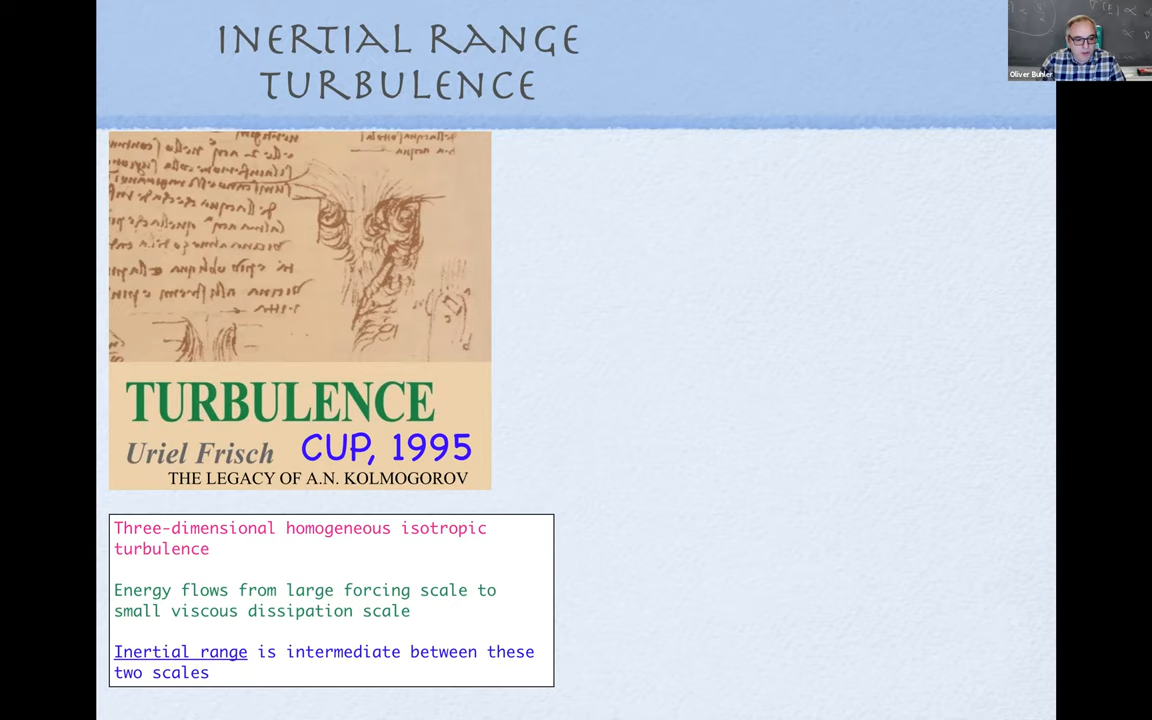 INERTIAL RANGE
TURBULENCE
Oliver Buhler
TURBULENCE
Uriel Frisch CUP, 1995
THE LEGACY OF A.N. KOLMOGOROV
Three-dimensional homogeneous isotropic
turbulence
Energy flows from large forcing scale to
small viscous dissipation scale
Inertial range is intermediate between these
two scales